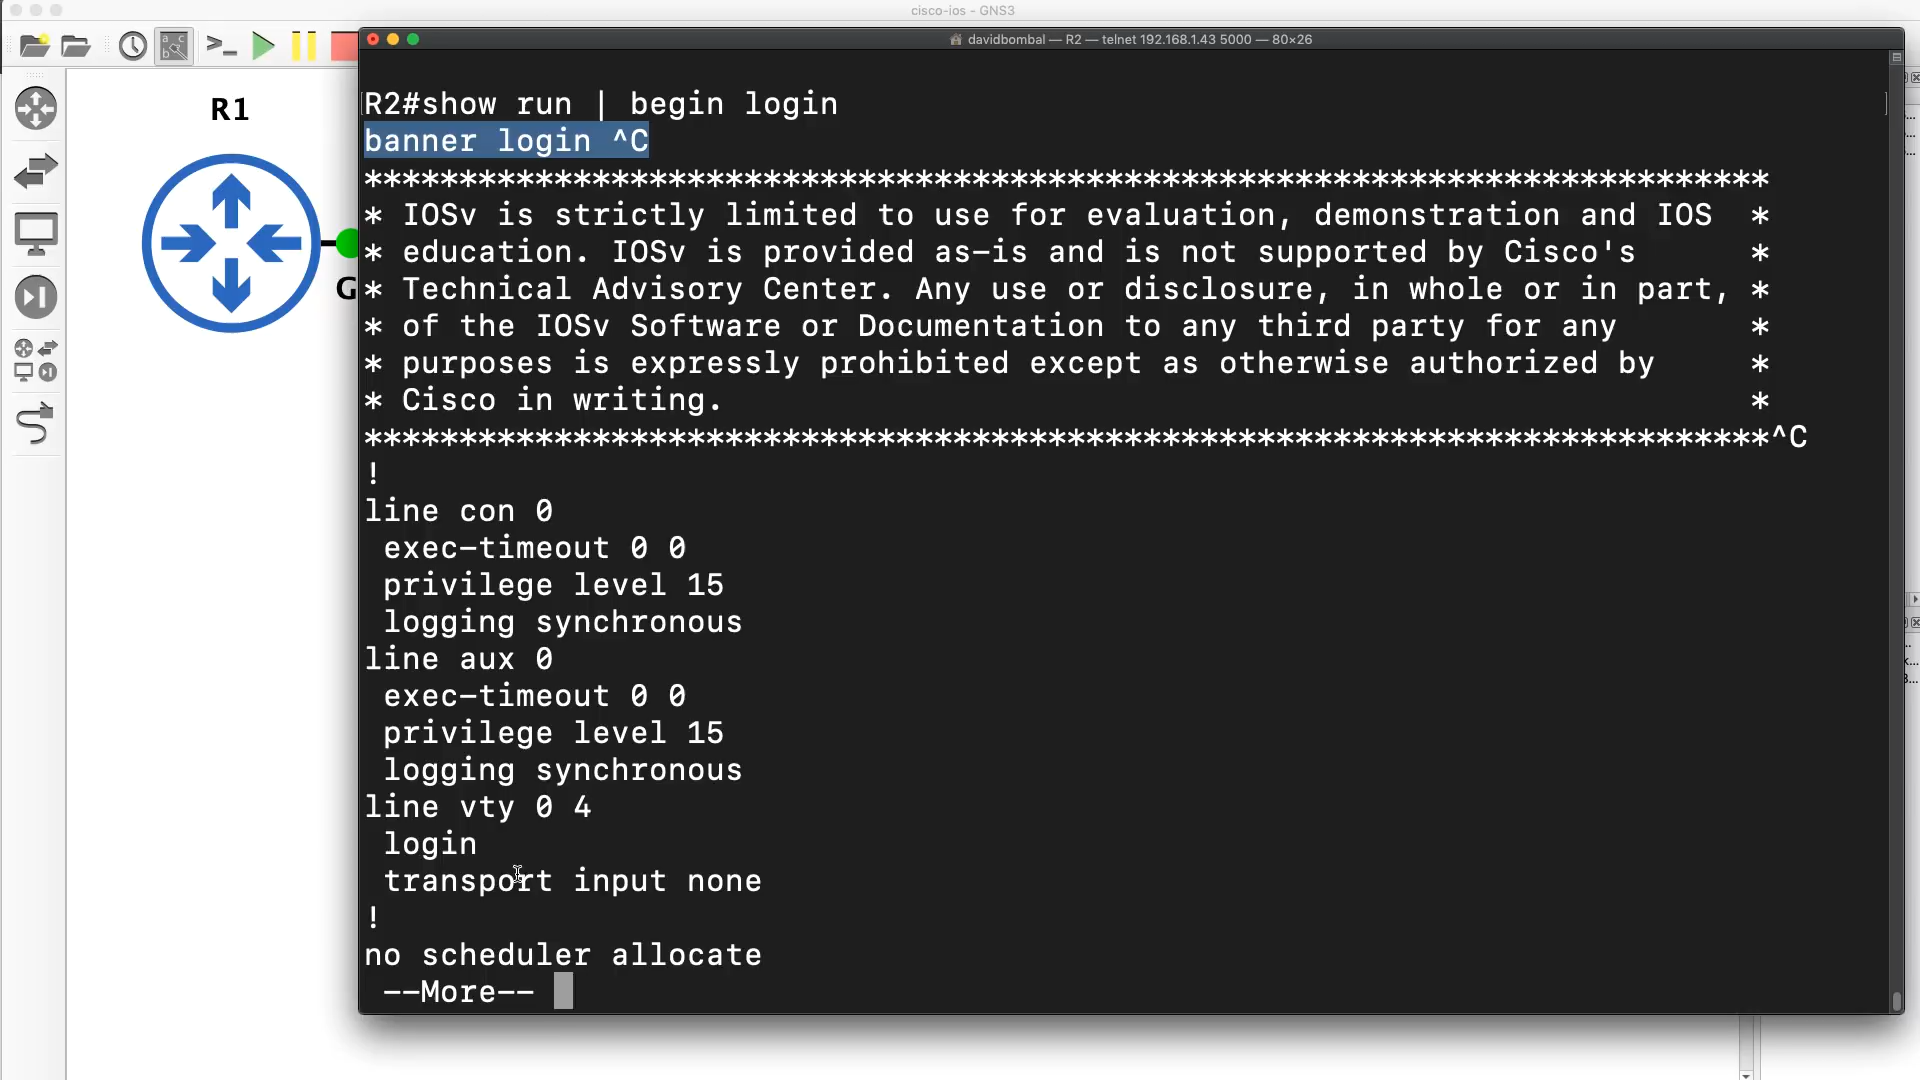 cisco-ios - GNS3
davidbombal — R2 — telnet 192.168.1.43 5000 — 80×26
R1
G
R2#show run | begin login
banner login ^C
**************************************************************************
* IOSv is strictly limited to use for evaluation, demonstration and IOS  *
* education. IOSv is provided as-is and is not supported by Cisco's      *
* Technical Advisory Center. Any use or disclosure, in whole or in part, *
* of the IOSv Software or Documentation to any third party for any       *
* purposes is expressly prohibited except as otherwise authorized by     *
* Cisco in writing.                                                      *
**************************************************************************^C
!
line con 0
 exec-timeout 0 0
 privilege level 15
 logging synchronous
line aux 0
 exec-timeout 0 0
 privilege level 15
 logging synchronous
line vty 0 4
 login
 transport input none
!
no scheduler allocate
 --More--